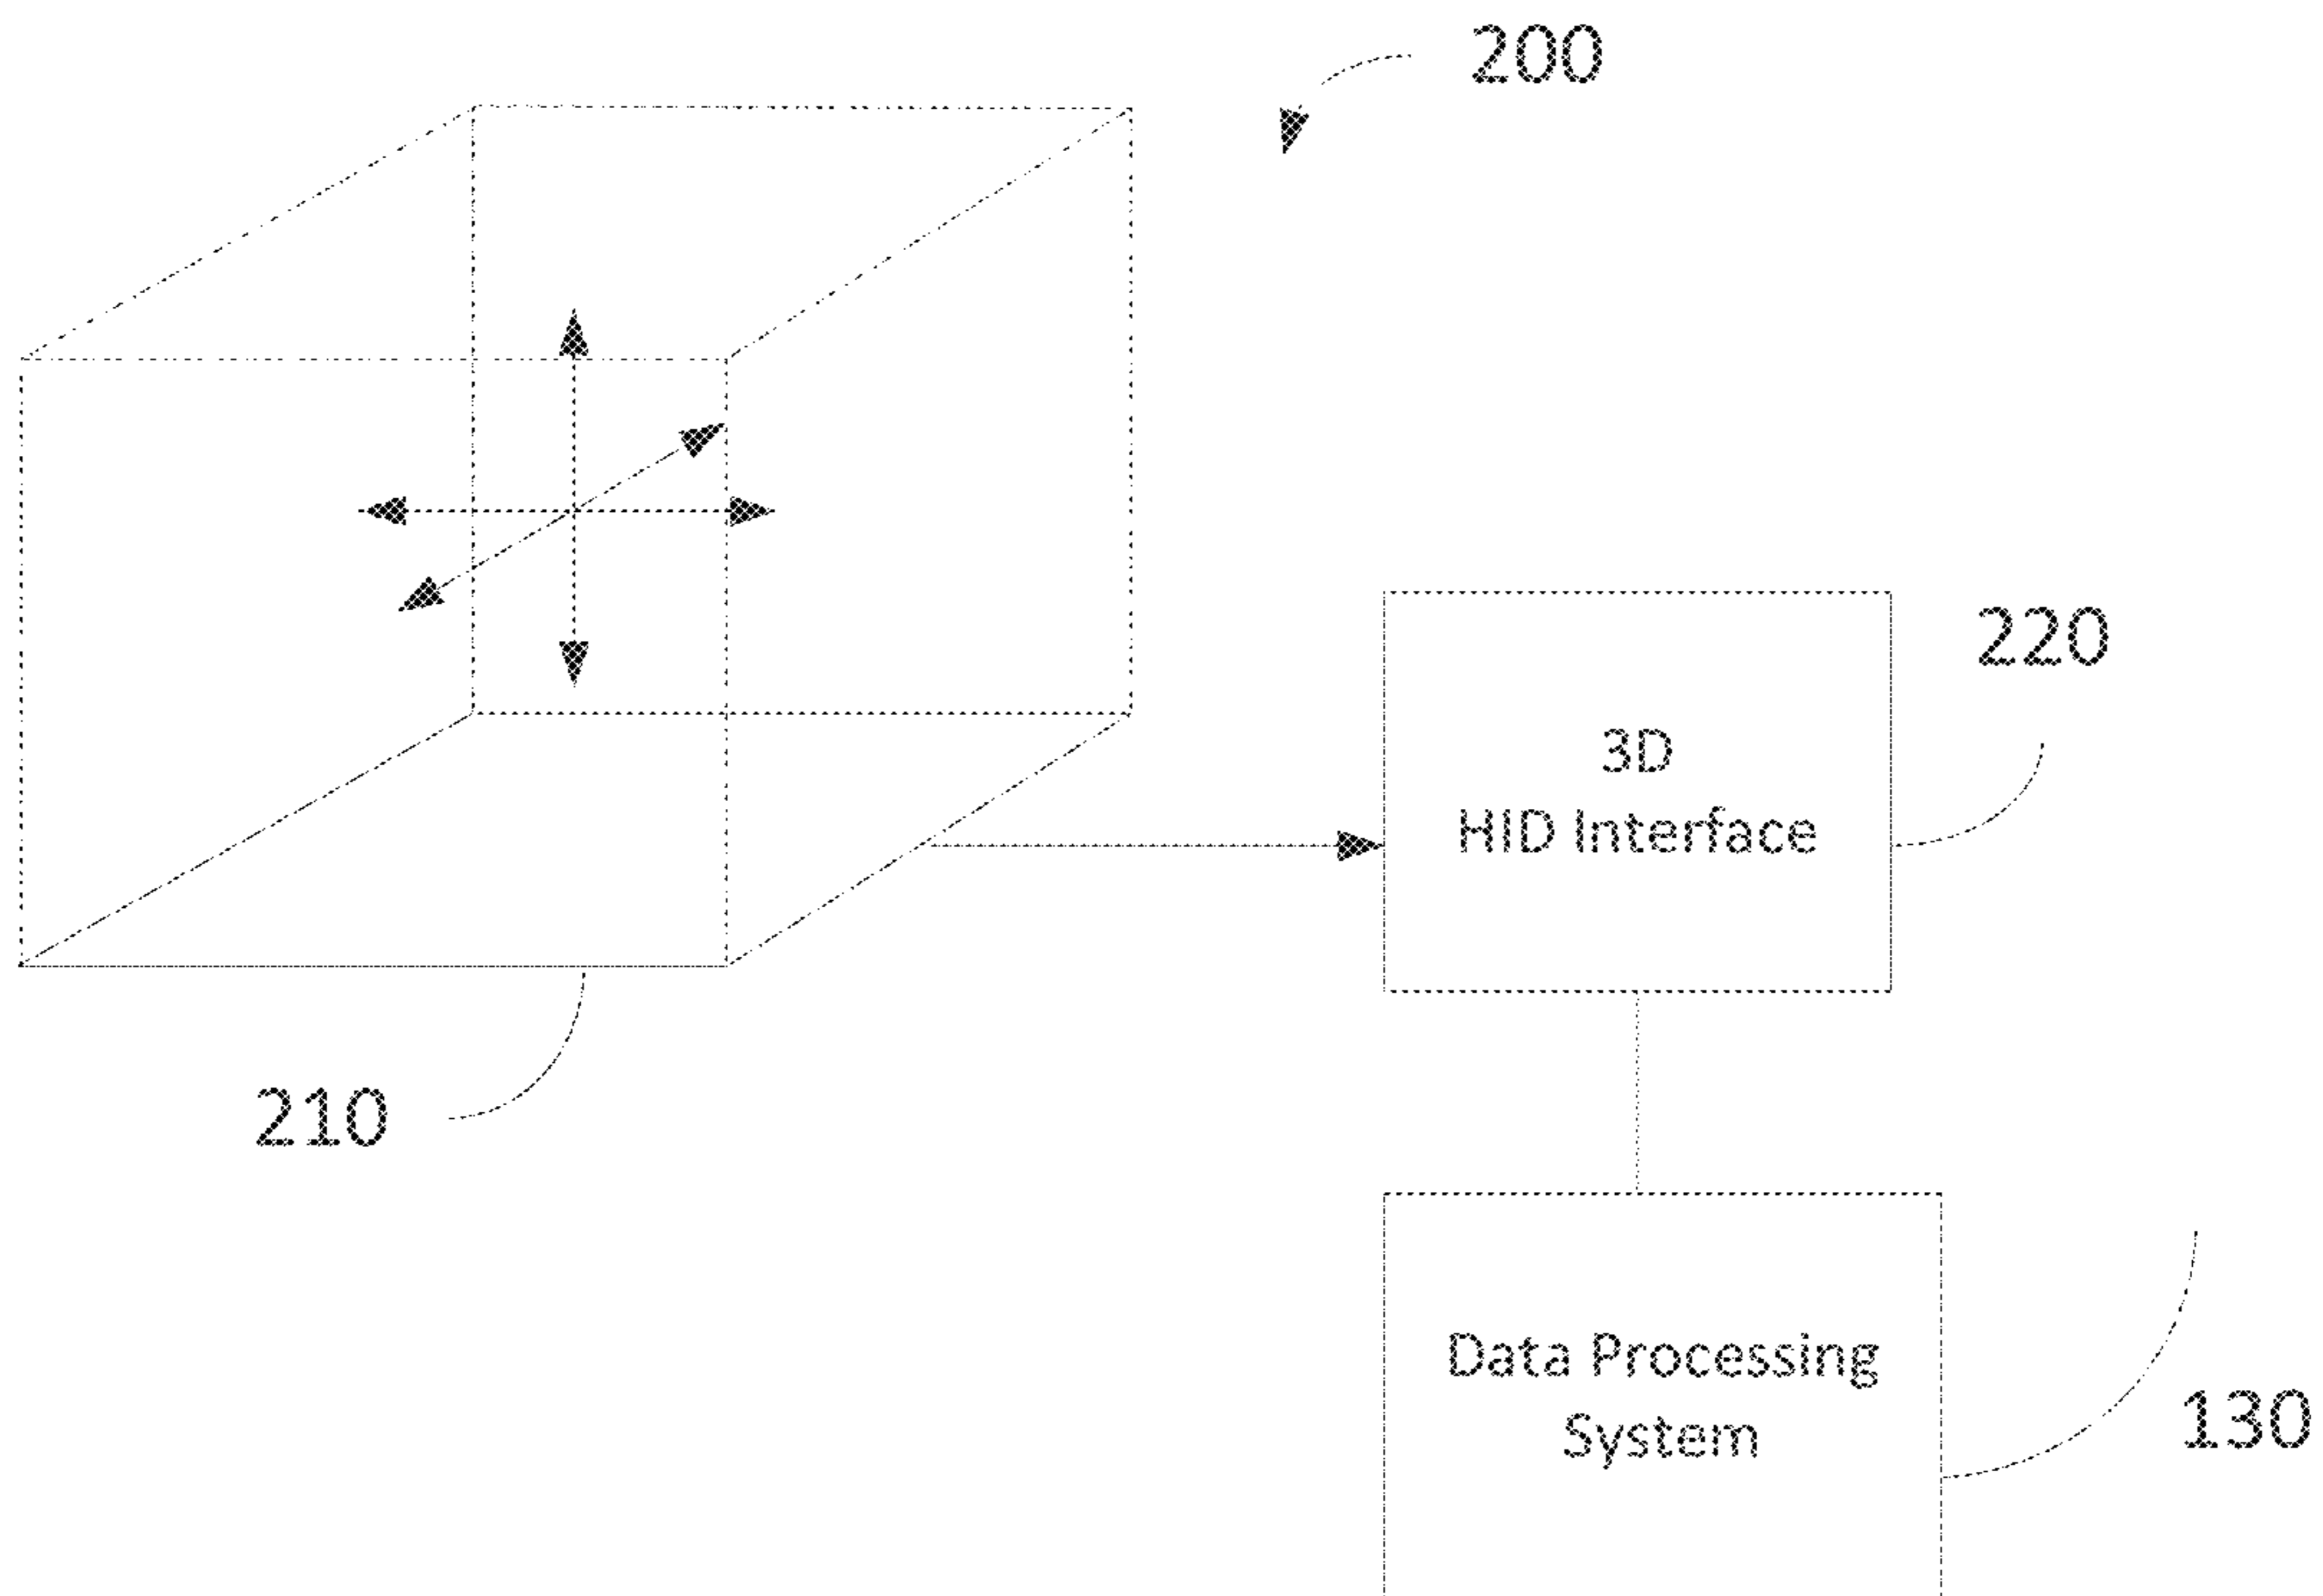 200
220
3D
HID Interface
210
Data Processing
System
130